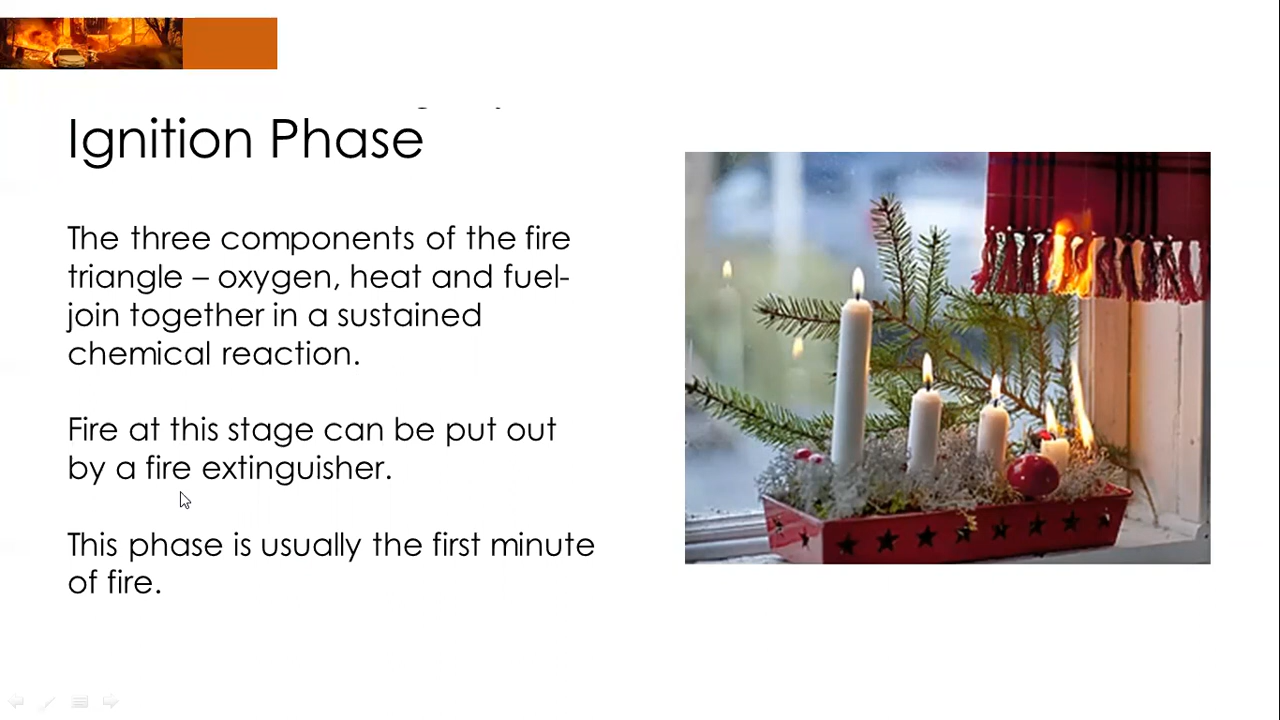 Ignition Phase
The three components of the fire
triangle – oxygen, heat and fuel-
join together in a sustained
chemical reaction.
Fire at this stage can be put out
by a fire extinguisher.
This phase is usually the first minute
of fire.